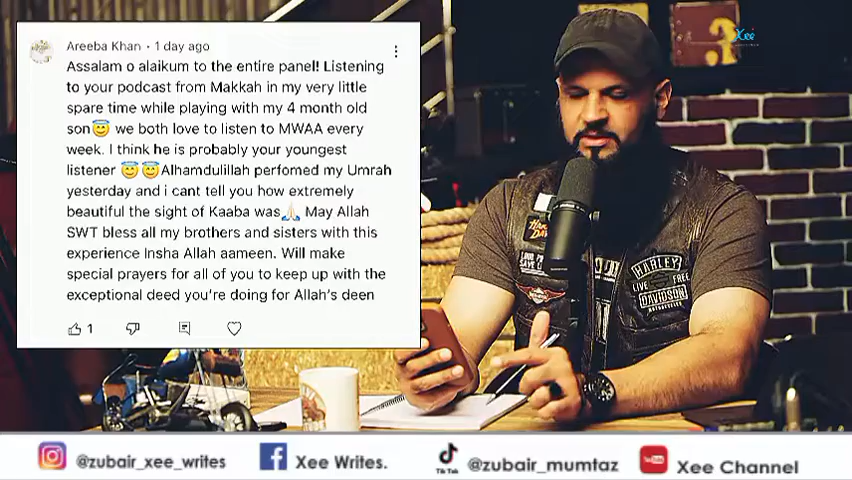 Areeba Khan · 1 day ago
Assalam o alaikum to the entire panel! Listening
to your podcast from Makkah in my very little
spare time while playing with my 4 month old
son😇 we both love to listen to MWAA every
week. I think he is probably your youngest
listener 😇😇Alhamdulillah perfomed my Umrah
yesterday and i cant tell you how extremely
beautiful the sight of Kaaba was🙏🏻 May Allah
SWT bless all my brothers and sisters with this
experience Insha Allah aameen. Will make
special prayers for all of you to keep up with the
exceptional deed you're doing for Allah's deen
1
Xee
3
HARLEY
LIVE FREE
DAVIDSON
@zubair_xee_writes
Xee Writes.
Tik Tok
@zubair_mumtaz
Xee Channel